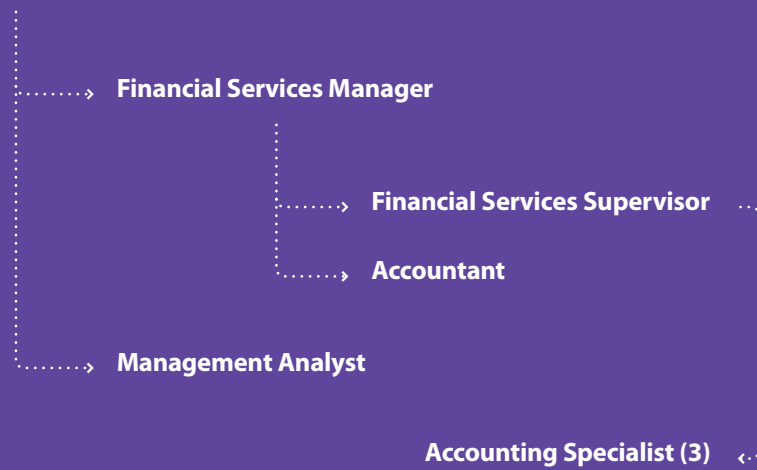 Financial Services Manager
Financial Services Supervisor
Accountant
Management Analyst
Accounting Specialist (3)